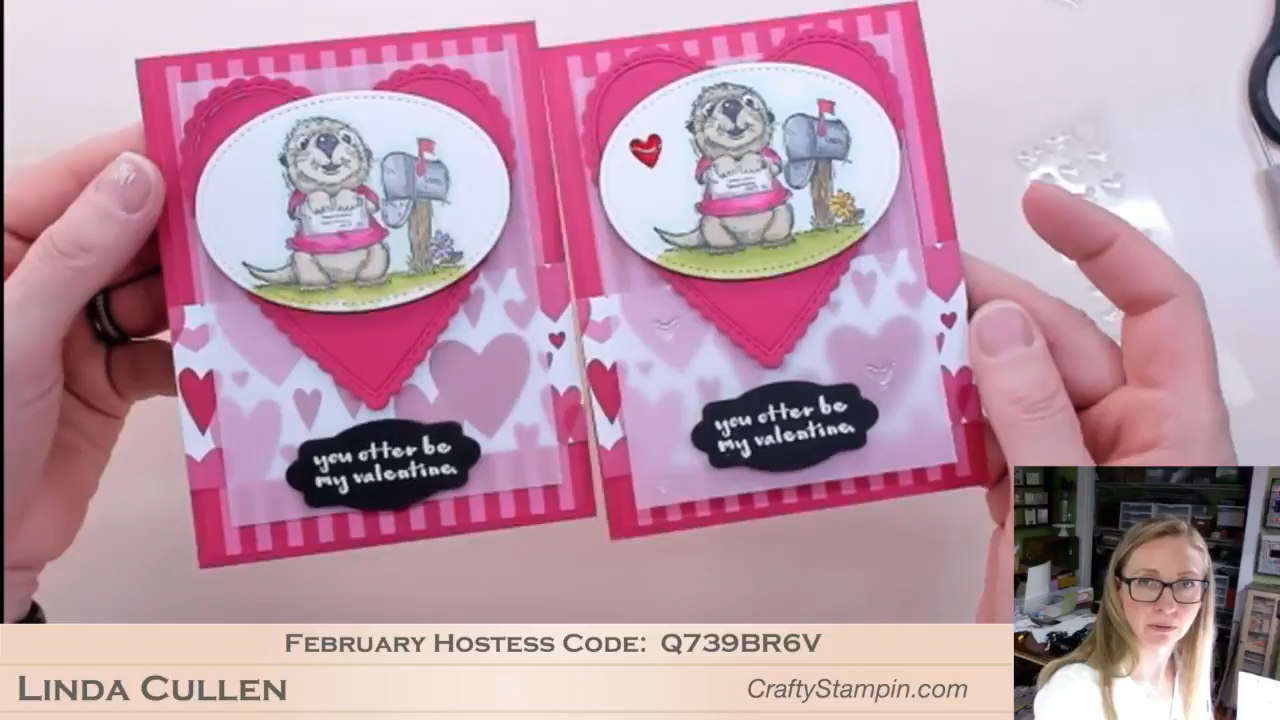 you otter be
my valentine.
you otter be
my valentine.
February Hostess Code: Q739BR6V
Linda Cullen
CraftyStampin.com